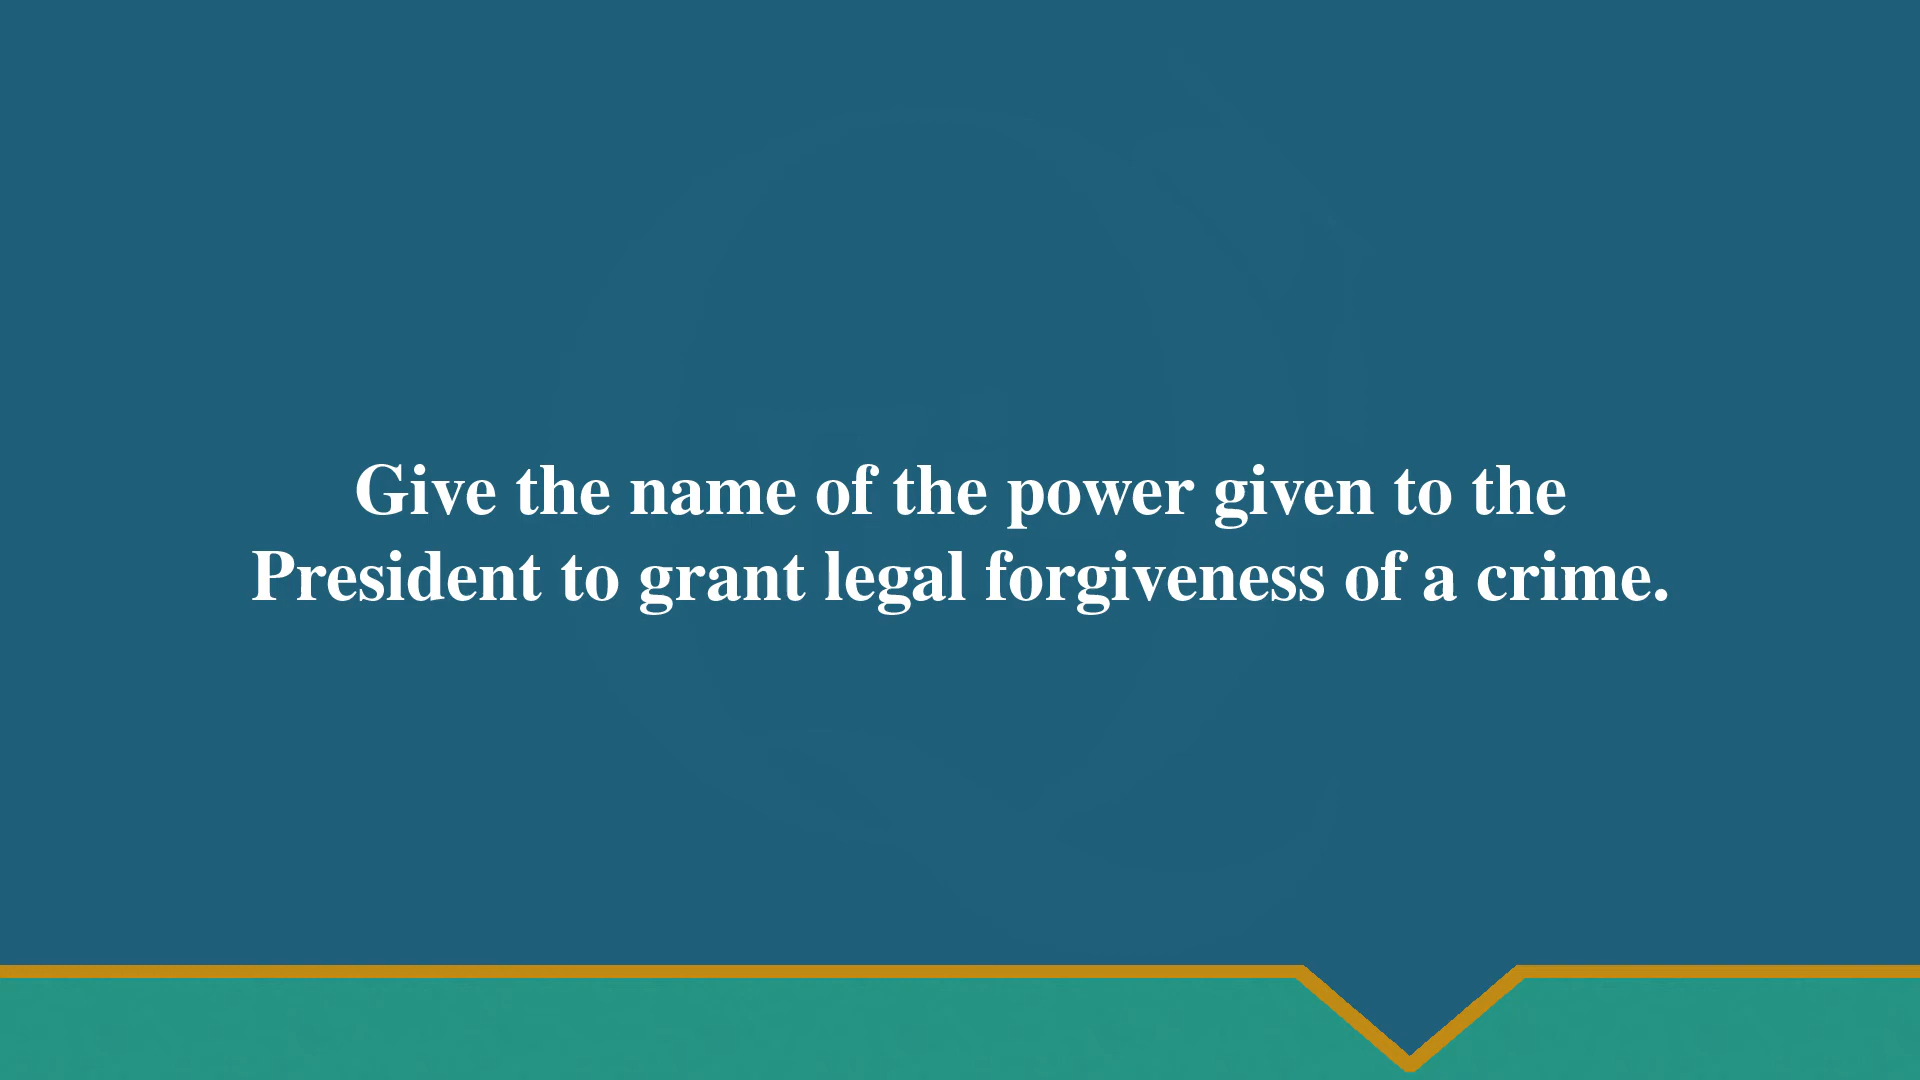 Give the name of the power given to the
President to grant legal forgiveness of a crime.